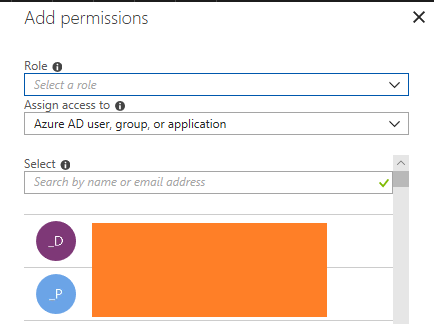 Add permissions
Role
Select a role
Assign access to
Azure AD user, group, or application
Select
Search by name or email address
_D
_P